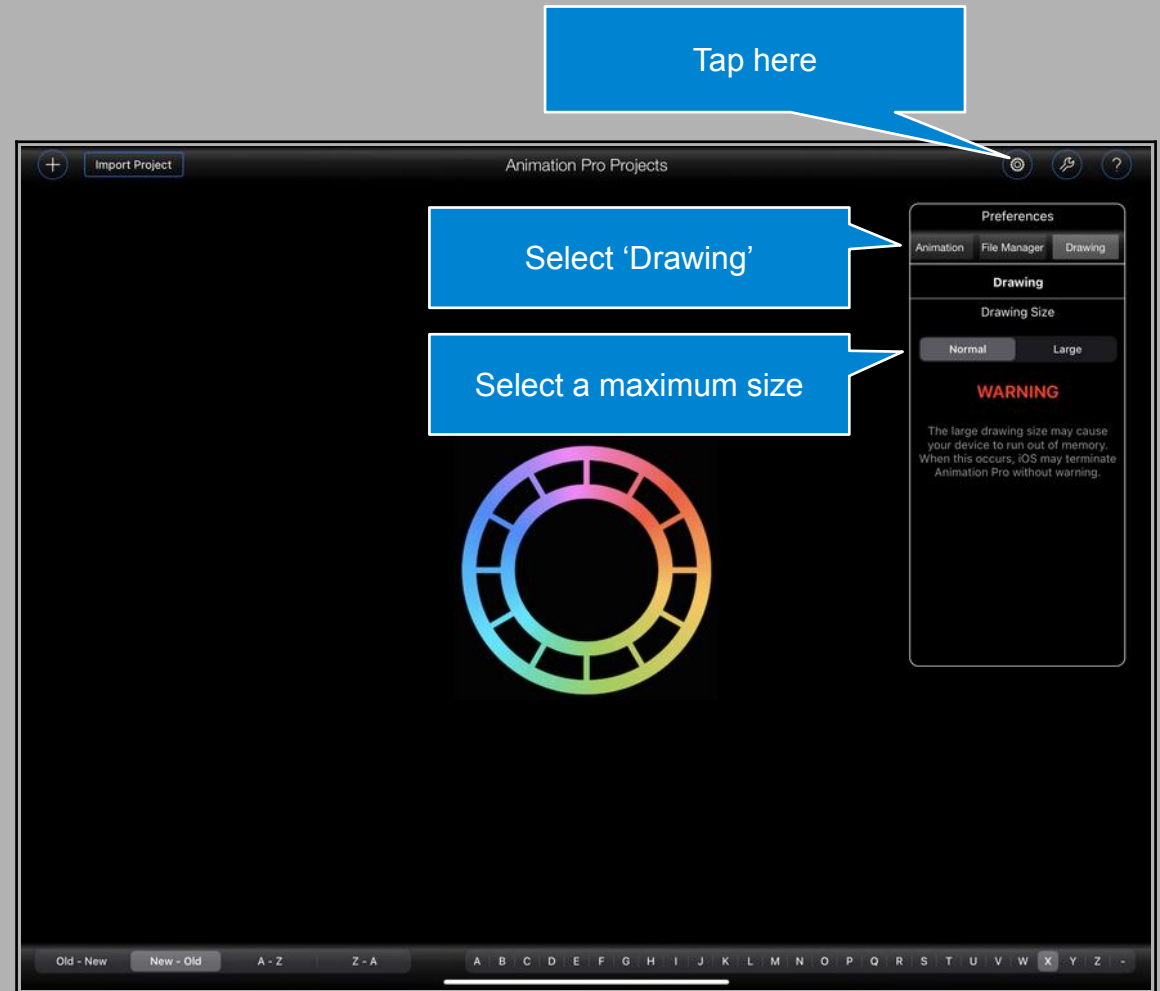 Tap here
Import Project
Animation Pro Projects
?
Preferences
Select ‘Drawing’
Animation File Manager Drawing
Drawing
Drawing Size
Select a maximum size
Normal Large
WARNING
The large drawing size may cause
your device to run out of memory.
When this occurs, iOS may terminate
Animation Pro without warning.
Old - New New - Old A - Z Z - A A B C D E F G H I J K L M N O P Q R S T U V W X Y Z -